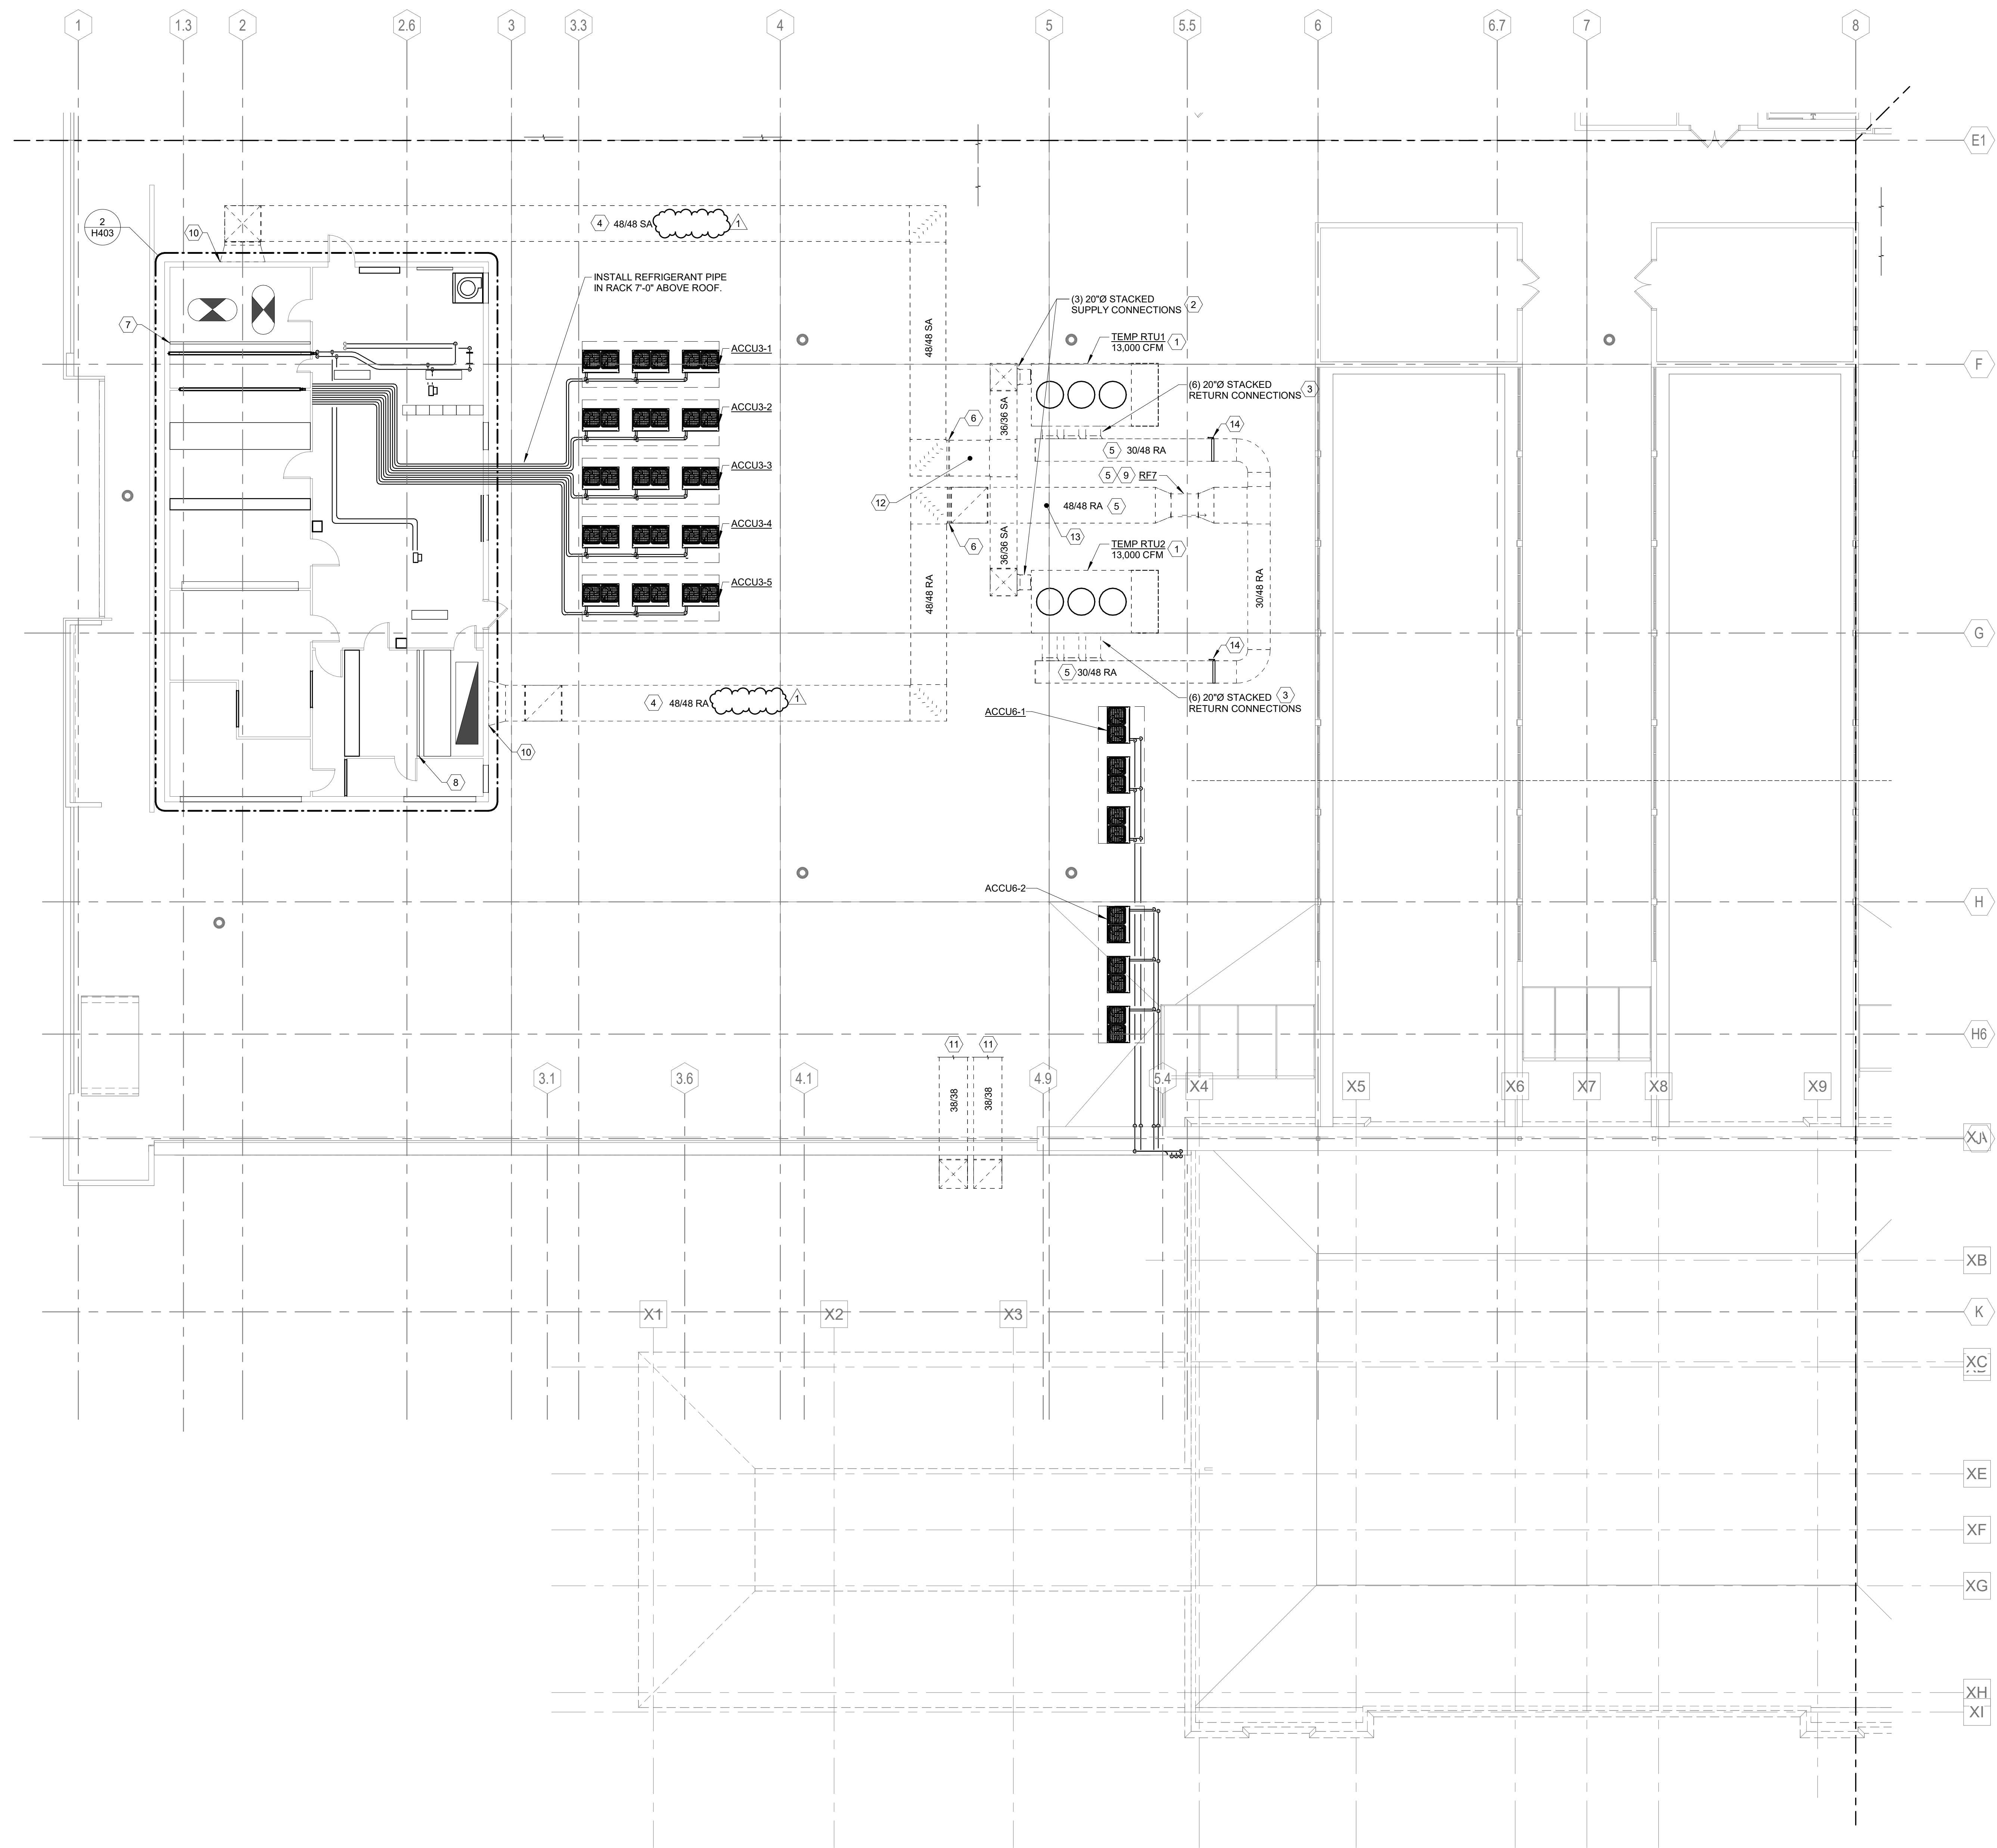 1
1.3
2
2.6
3
3.3
4
5
5.5
6
6.7
7
8
E1
2
H403
10
4
48/48 SA
1
INSTALL REFRIGERANT PIPE
IN RACK 7'-0" ABOVE ROOF.
(3) 20"Ø STACKED
SUPPLY CONNECTIONS
2
7
48/48 SA
TEMP RTU1
13,000 CFM
1
ACCU3-1
F
(6) 20"Ø STACKED
RETURN CONNECTIONS
3
ACCU3-2
6
36/36 SA
14
5
30/48 RA
ACCU3-3
5
9
RF7
12
48/48 RA
5
ACCU3-4
13
6
36/36 SA
TEMP RTU2
13,000 CFM
1
ACCU3-5
48/48 RA
30/48 RA
G
14
5
30/48 RA
4
48/48 RA
1
(6) 20"Ø STACKED
RETURN CONNECTIONS
3
ACCU6-1
10
8
ACCU6-2
H
H6
11
11
38/38
38/38
3.1
3.6
4.1
4.9
5.4
X4
X5
X6
X7
X8
X9
XB
K
X1
X2
X3
XC
XE
XF
XG
XH
XI